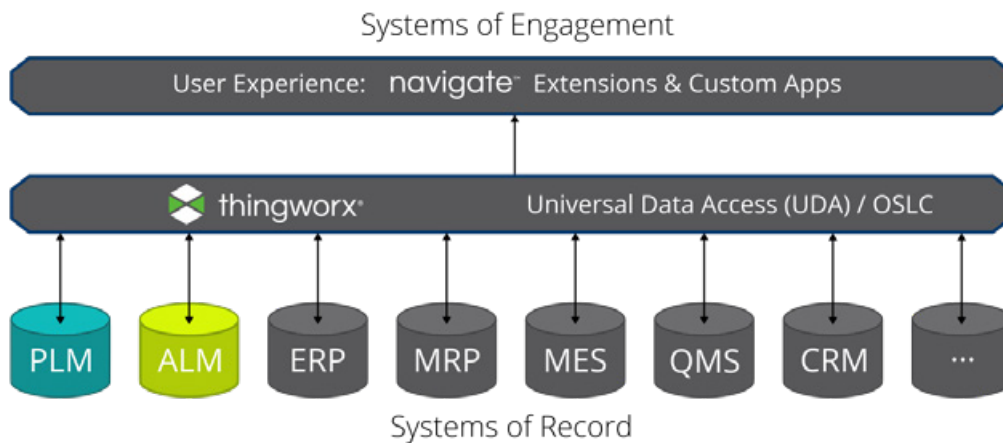 Systems of Engagement
User Experience: navigate™ Extensions & Custom Apps
thingworx® Universal Data Access (UDA) / OSLC
PLM ALM ERP MRP MES QMS CRM ...
Systems of Record